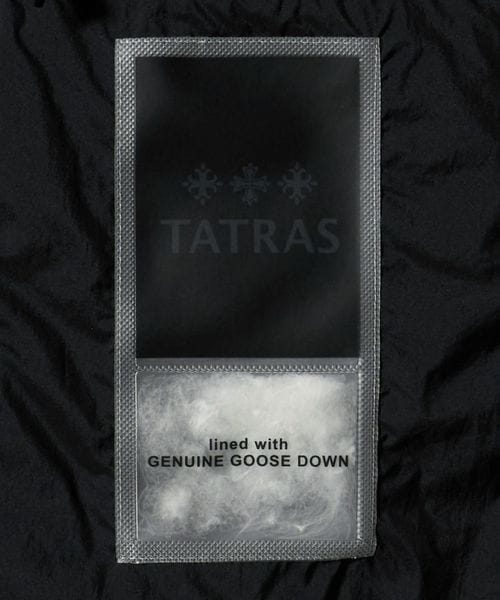 TATRAS
lined with
GENUINE GOOSE DOWN